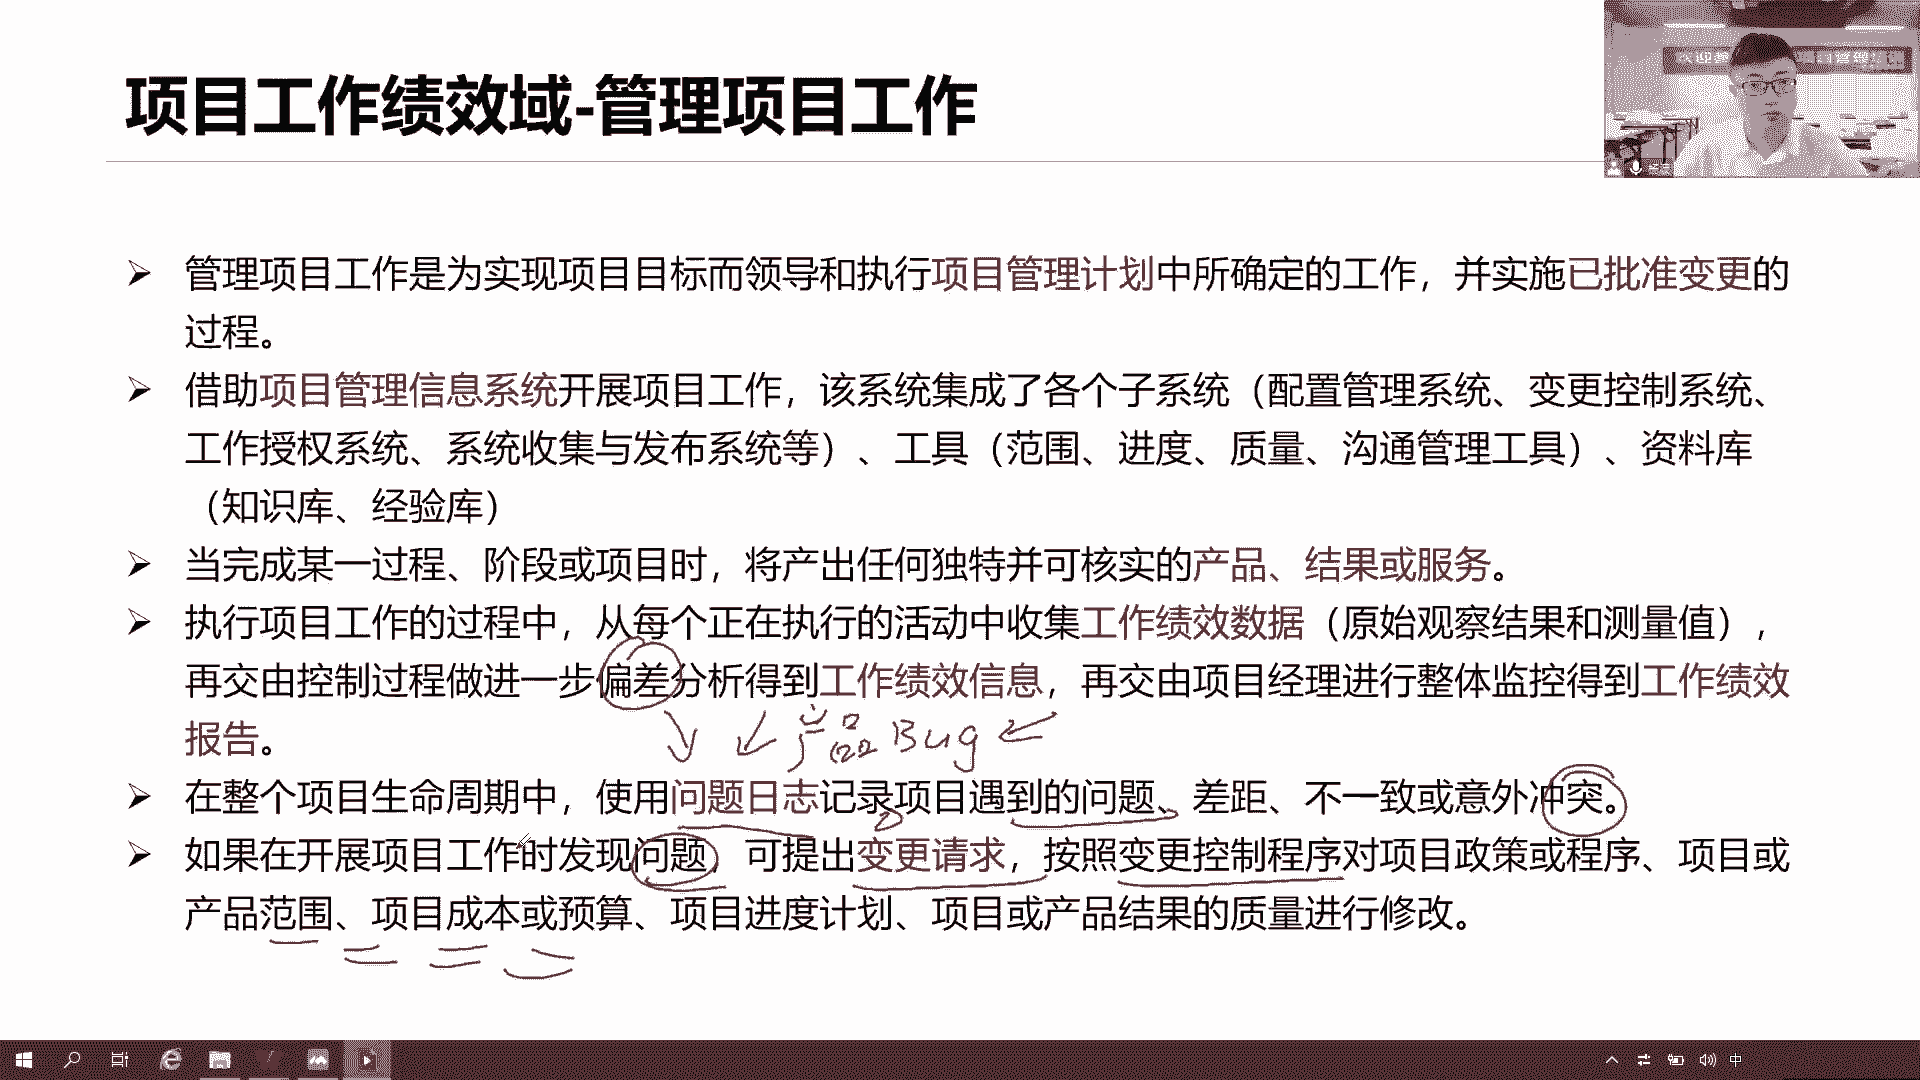 项目工作绩效域-管理项目工作
管理项目工作是为实现项目目标而领导和执行项目管理计划中所确定的工作，并实施已批准变更的
过程。
借助项目管理信息系统开展项目工作，该系统集成了各个子系统（配置管理系统、变更控制系统、
工作授权系统、系统收集与发布系统等）、工具（范围、进度、质量、沟通管理工具）、资料库
（知识库、经验库）
当完成某一过程、阶段或项目时，将产出任何独特并可核实的产品、结果或服务。
执行项目工作的过程中，从每个正在执行的活动中收集工作绩效数据（原始观察结果和测量值），
再交由控制过程做进一步偏差分析得到工作绩效信息，再交由项目经理进行整体监控得到工作绩效
报告。
产品 Bug
在整个项目生命周期中，使用问题日志记录项目遇到的问题、差距、不一致或意外冲突。
如果在开展项目工作时发现问题，可提出变更请求，按照变更控制程序对项目政策或程序、项目或
产品范围、项目成本或预算、项目进度计划、项目或产品结果的质量进行修改。
中